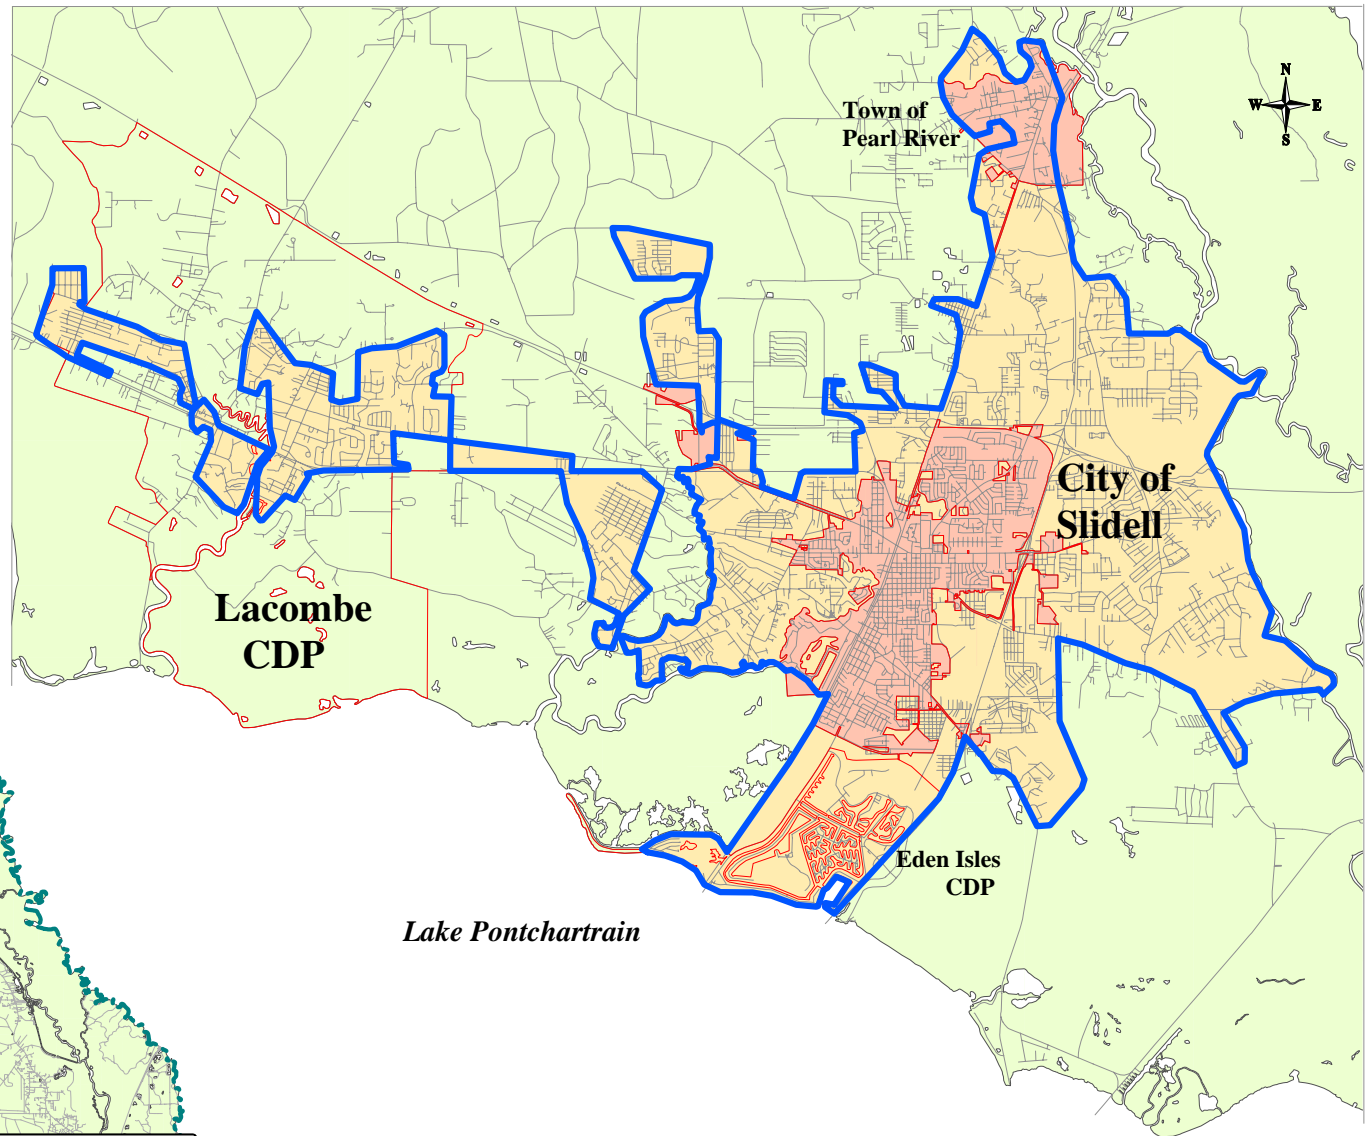 N
W E
S
Town of
Pearl River
City of
Slidell
Lacombe
CDP
Eden Isles
CDP
Lake Pontchartrain